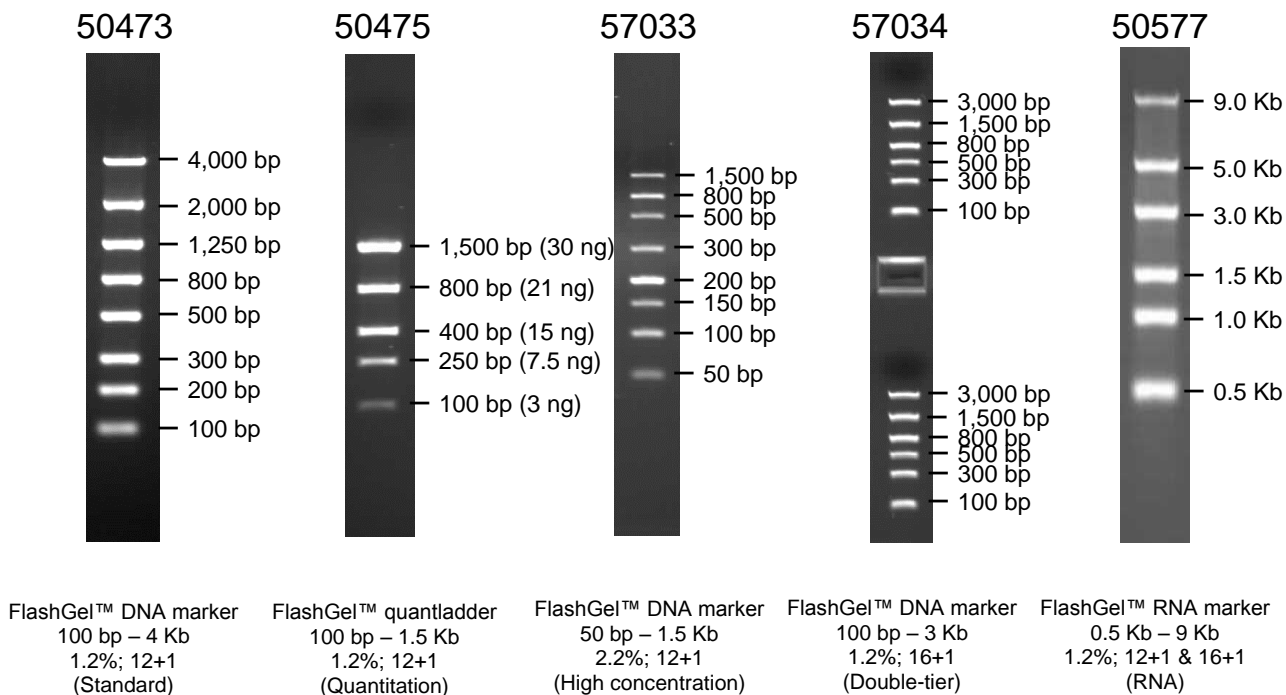 50473
50475
57033
57034
50577
4,000 bp
2,000 bp
1,250 bp
800 bp
500 bp
300 bp
200 bp
100 bp
1,500 bp (30 ng)
800 bp (21 ng)
400 bp (15 ng)
250 bp (7.5 ng)
100 bp (3 ng)
1,500 bp
800 bp
500 bp
300 bp
200 bp
150 bp
100 bp
50 bp
3,000 bp
1,500 bp
800 bp
500 bp
300 bp
100 bp
3,000 bp
1,500 bp
800 bp
500 bp
300 bp
100 bp
9.0 Kb
5.0 Kb
3.0 Kb
1.5 Kb
1.0 Kb
0.5 Kb
FlashGel™ DNA marker
100 bp – 4 Kb
1.2%; 12+1
(Standard)
FlashGel™ quantladder
100 bp – 1.5 Kb
1.2%; 12+1
(Quantitation)
FlashGel™ DNA marker
50 bp – 1.5 Kb
2.2%; 12+1
(High concentration)
FlashGel™ DNA marker
100 bp – 3 Kb
1.2%; 16+1
(Double-tier)
FlashGel™ RNA marker
0.5 Kb – 9 Kb
1.2%; 12+1 & 16+1
(RNA)